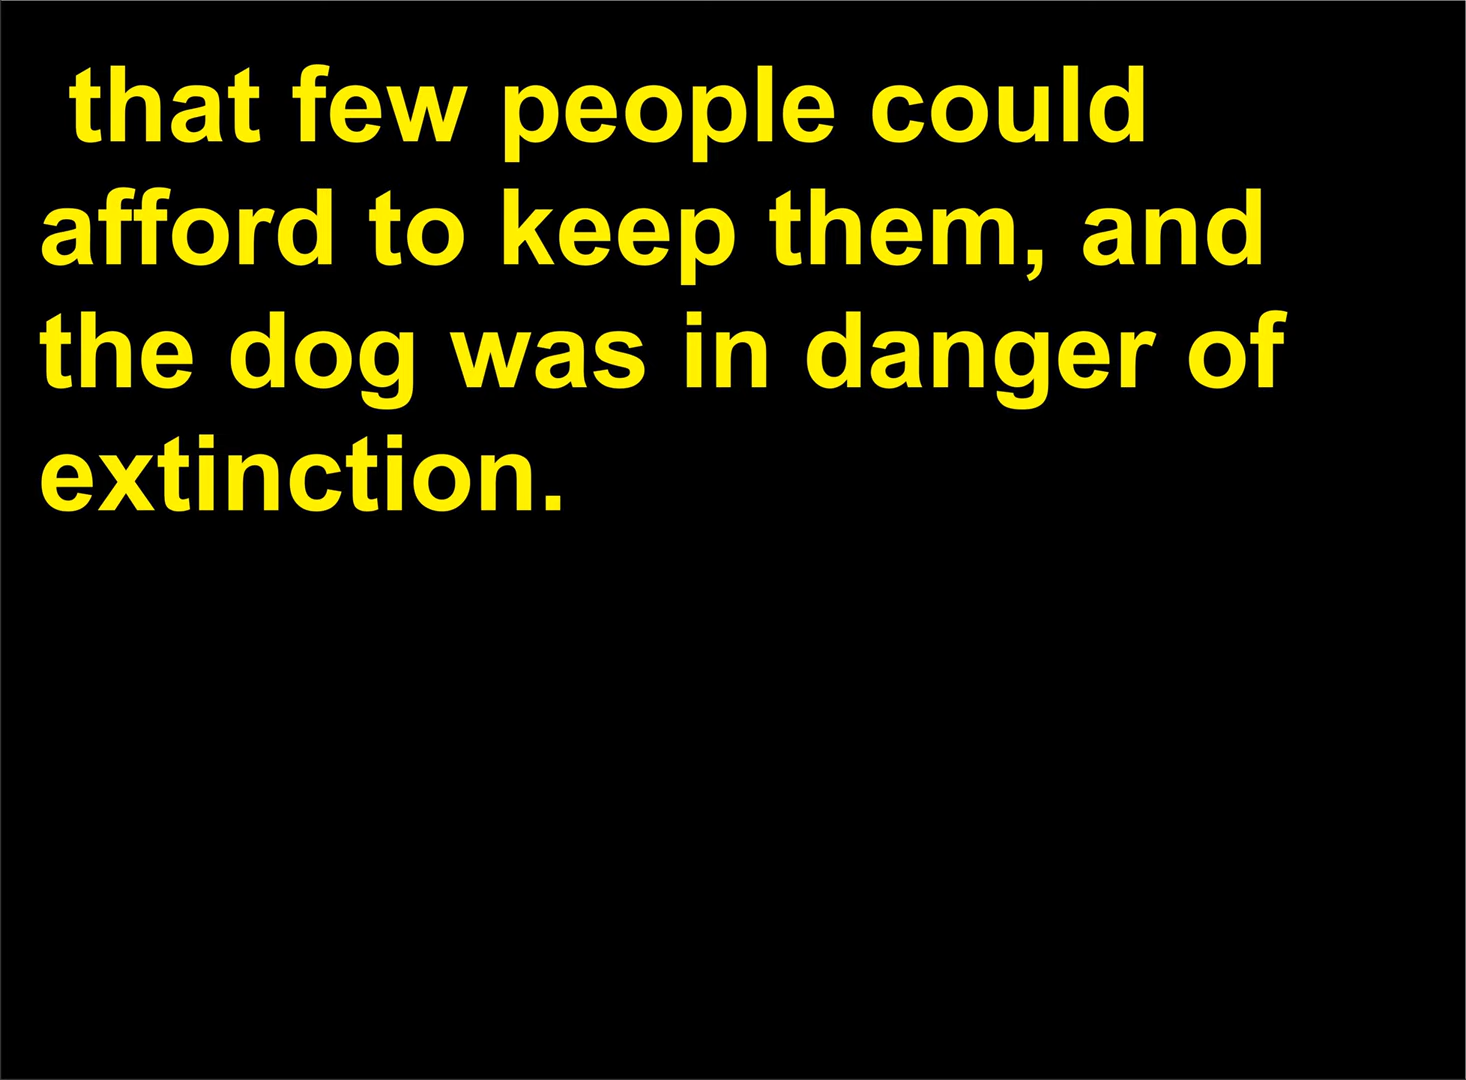 that few people could
afford to keep them, and
the dog was in danger of
extinction.